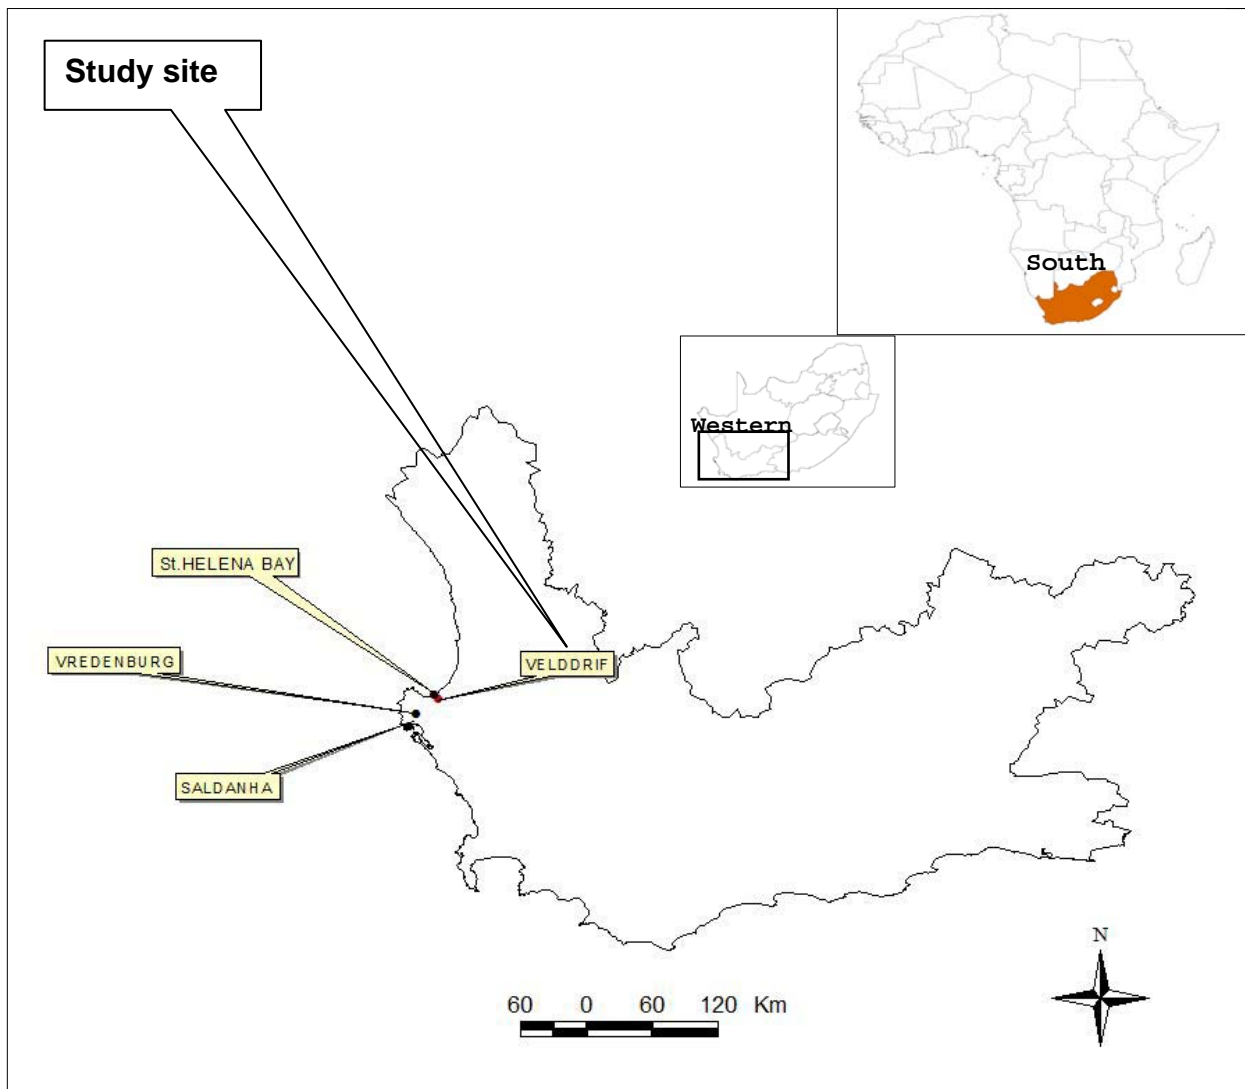 Study site
South
Western
St.HELENA BAY
VREDENBURG
VELDDRIF
SALDANHA
N
60 0 60 120 Km